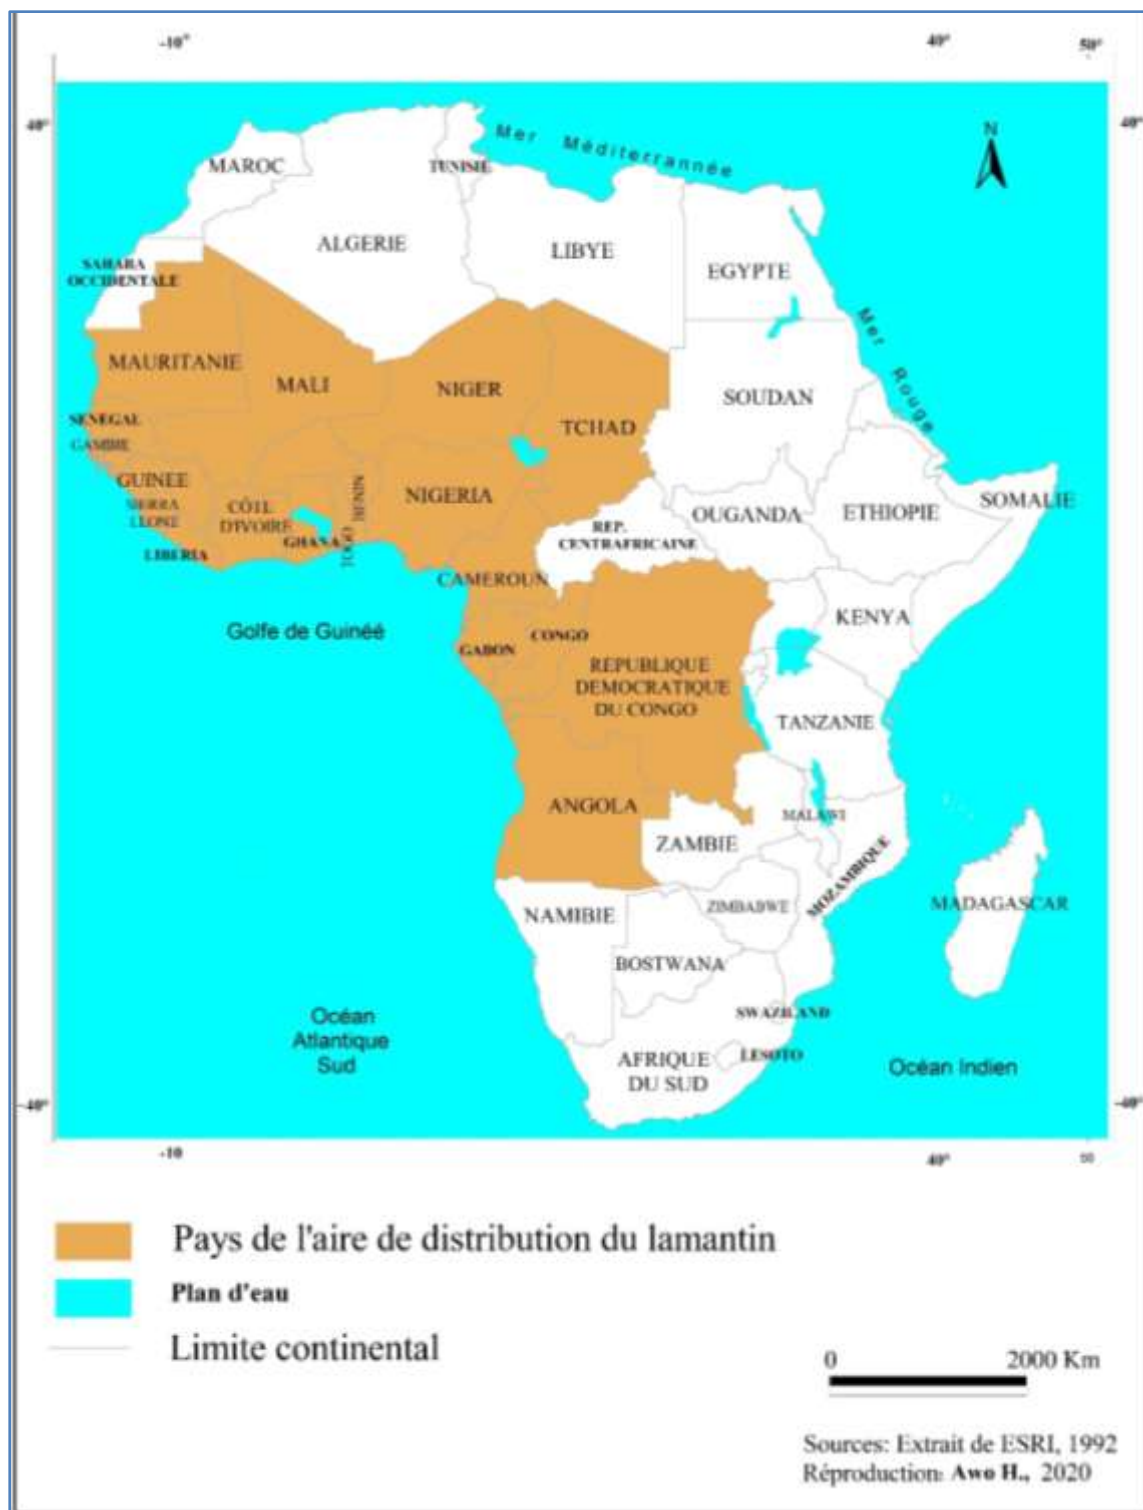 -10°
40°
50°
40°
40°
N
Mer Méditerrannée
MAROC
TUNISIE
ALGERIE
LIBYE
EGYPTE
SAHARA
OCCIDENTALE
Mer Rouge
MAURITANIE
MALI
NIGER
TCHAD
SOUDAN
SENEGAL
GAMBIE
GUINEE
SIERRA
LEONE
CÔTE
D'IVOIRE
LIBERIA
GHANA
TOGO
BENIN
NIGERIA
CAMEROUN
REP.
CENTRAFRICAINE
OUGANDA
ETHIOPIE
SOMALIE
KENYA
Golfe de Guinéé
GABON
CONGO
REPUBLIQUE
DEMOCRATIQUE
DU CONGO
TANZANIE
ANGOLA
ZAMBIE
MALAWI
MOZAMBIQUE
MADAGASCAR
NAMIBIE
ZIMBABWE
BOSTWANA
SWAZILAND
LESOTO
AFRIQUE
DU SUD
Océan
Atlantique
Sud
Océan Indien
-40°
-40°
-10
40°
50
Pays de l'aire de distribution du lamantin
Plan d'eau
Limite continental
0 2000 Km
Sources: Extrait de ESRI, 1992
Réproduction: Awo H., 2020